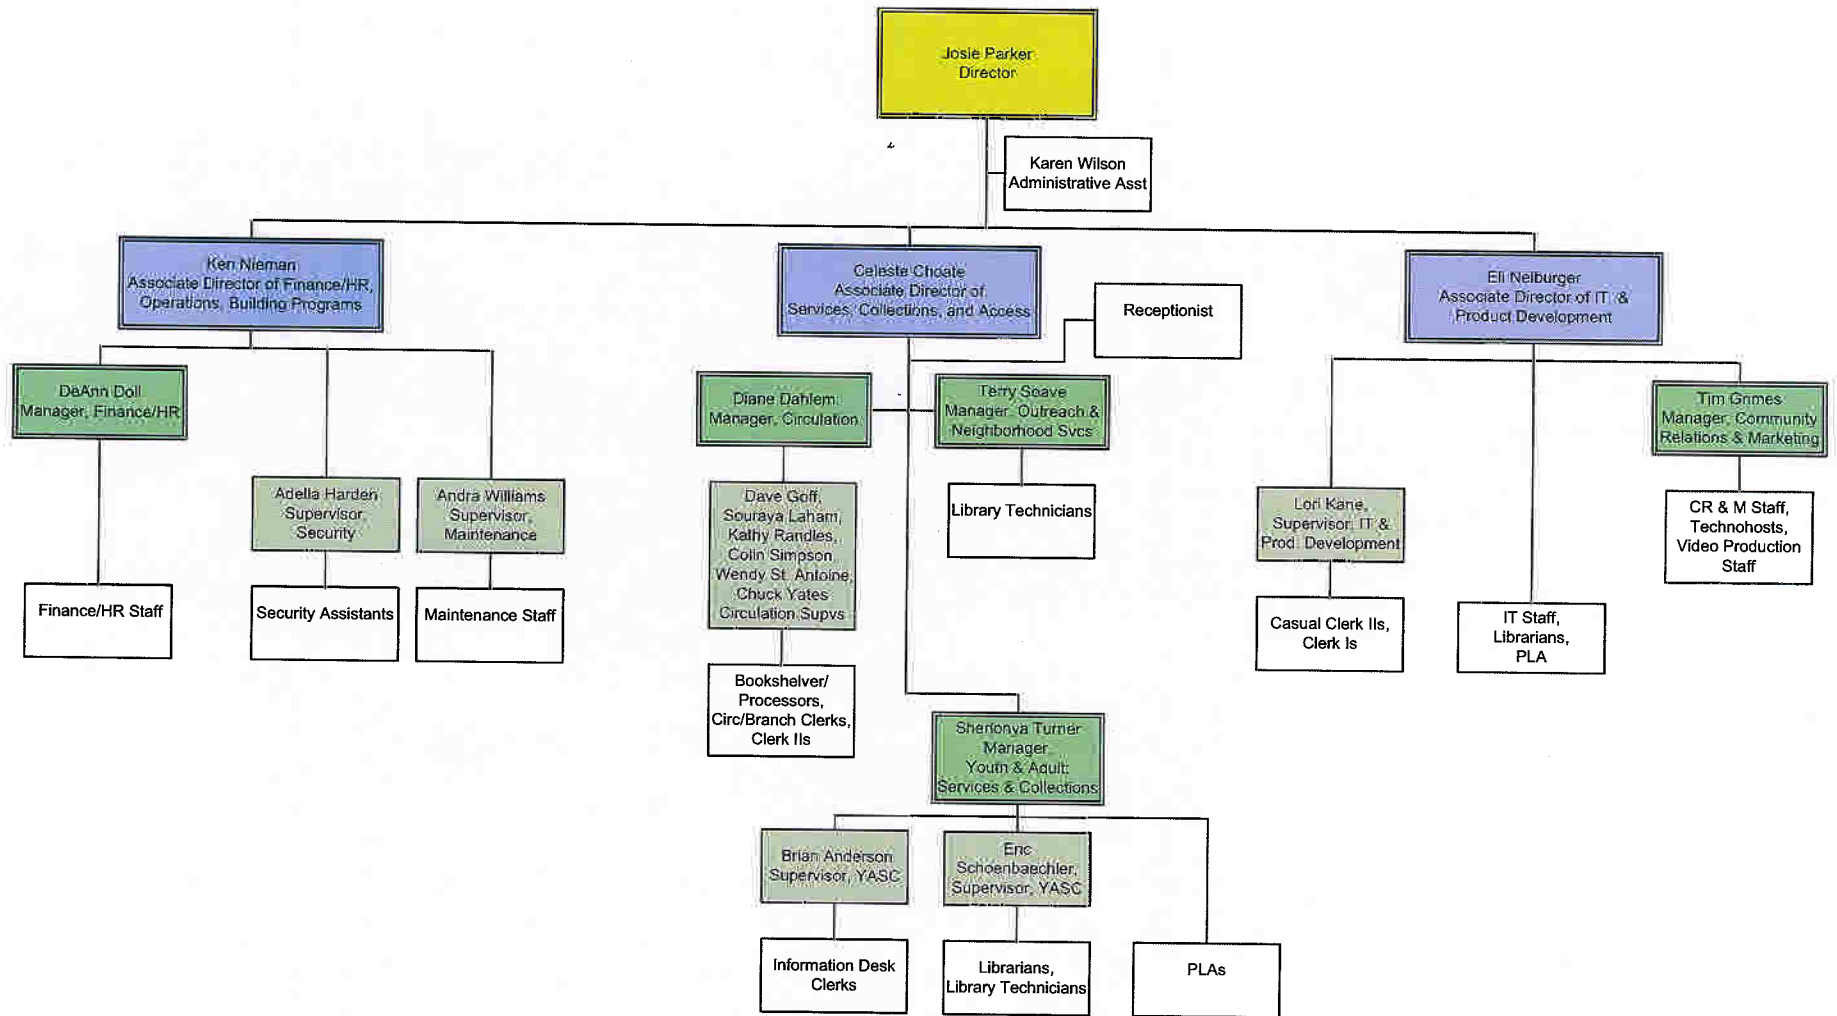 Josie Parker
Director
Karen Wilson
Administrative Asst
Ken Nieman
Associate Director of Finance/HR,
Operations, Building Programs
Celeste Choate
Associate Director of
Services, Collections, and Access
Eli Neiburger
Associate Director of IT &
Product Development
Receptionist
DeAnn Doll
Manager, Finance/HR
Diane Dahlem
Manager, Circulation
Terry Soave
Manager, Outreach &
Neighborhood Svcs
Tim Grimes
Manager, Community
Relations & Marketing
Adella Harden
Supervisor,
Security
Andra Williams
Supervisor,
Maintenance
Dave Goff,
Souraya Laham,
Kathy Randles,
Colin Simpson
Wendy St. Antoine,
Chuck Yates
Circulation Supvs
Library Technicians
Lori Kane,
Supervisor, IT &
Prod. Development
CR & M Staff,
Technohosts,
Video Production
Staff
Finance/HR Staff
Security Assistants
Maintenance Staff
Casual Clerk IIs,
Clerk Is
IT Staff,
Librarians,
PLA
Bookshelver/
Processors,
Circ/Branch Clerks,
Clerk IIs
Sherlonya Turner
Manager
Youth & Adult:
Services & Collections
Brian Anderson
Supervisor, YASC
Eric
Schoenbaechler,
Supervisor, YASC
Information Desk
Clerks
Librarians,
Library Technicians
PLAs